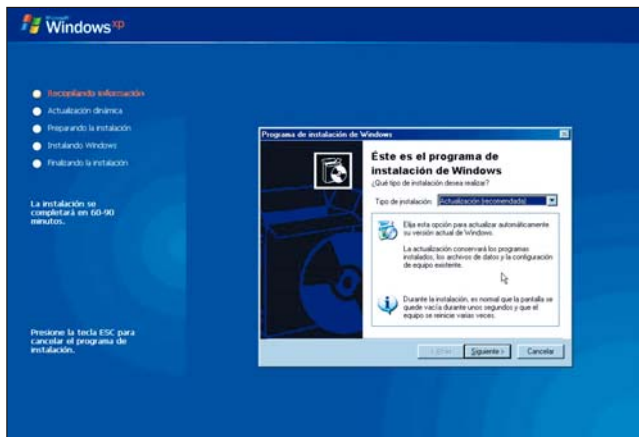 Microsoft
Windows xp
Recopilando información
Actualización dinámica
Preparando la instalación
Instalando Windows
Finalizando la instalación
La instalación se
completará en 60-90
minutos.
Presione la tecla ESC para
cancelar el programa de
instalación.
Programa de instalación de Windows
Éste es el programa de
instalación de Windows
¿Qué tipo de instalación desea realizar?
Tipo de instalación: Actualización (recomendada)
Elija esta opción para actualizar automáticamente
su versión actual de Windows.
La actualización conservará los programas
instalados, los archivos de datos y la configuración
de equipo existente.
Durante la instalación, es normal que la pantalla se
quede vacía durante unos segundos y que el
equipo se reinicie varias veces.
< Atrás Siguiente > Cancelar